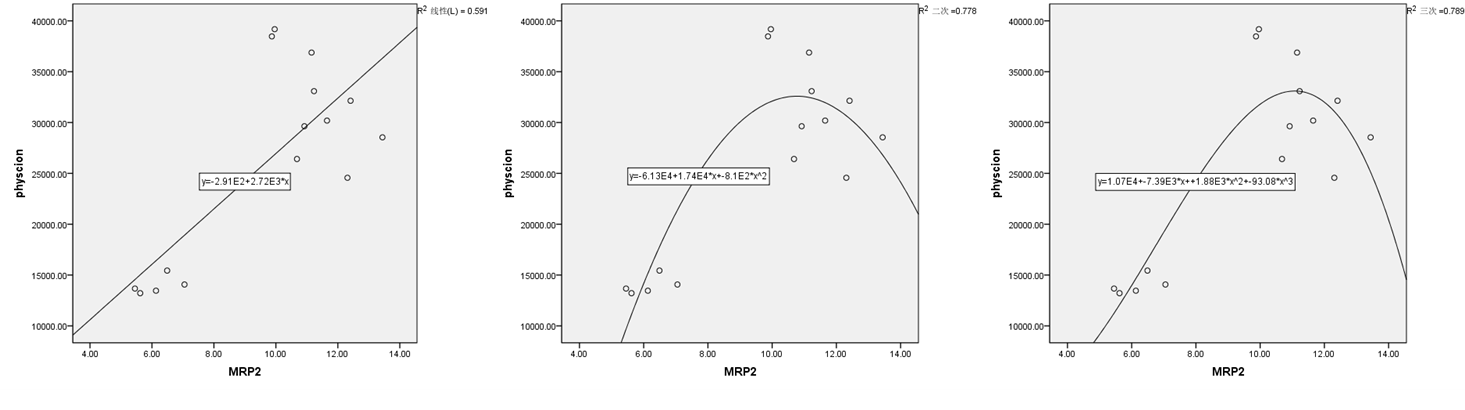 R² 线性(L) = 0.591
40000.00
35000.00
30000.00
25000.00
20000.00
15000.00
10000.00
physcion
y=-2.91E2+2.72E3*x
4.00 6.00 8.00 10.00 12.00 14.00
MRP2
R² 二次 =0.778
40000.00
35000.00
30000.00
25000.00
20000.00
15000.00
10000.00
physcion
y=-6.13E4+1.74E4*x+-8.1E2*x^2
4.00 6.00 8.00 10.00 12.00 14.00
MRP2
R² 三次 =0.789
40000.00
35000.00
30000.00
25000.00
20000.00
15000.00
10000.00
physcion
y=1.07E4+-7.39E3*x++1.88E3*x^2+-93.08*x^3
4.00 6.00 8.00 10.00 12.00 14.00
MRP2